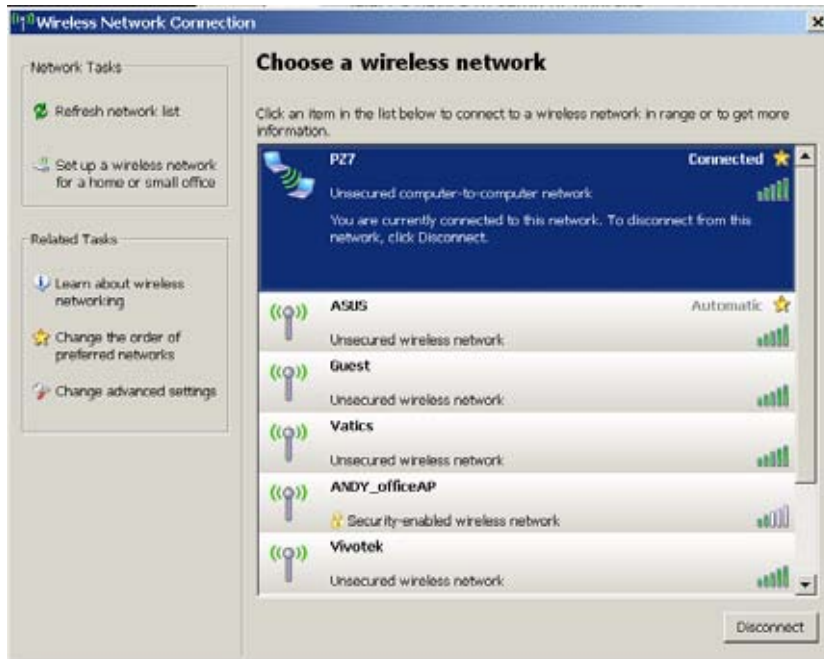 Wireless Network Connection
Network Tasks
Refresh network list
Set up a wireless network
for a home or small office
Related Tasks
Learn about wireless
networking
Change the order of
preferred networks
Change advanced settings
Choose a wireless network
Click an item in the list below to connect to a wireless network in range or to get more
information.
PZ7 Connected
Unsecured computer-to-computer network
You are currently connected to this network. To disconnect from this
network, click Disconnect.
ASUS Automatic
Unsecured wireless network
Guest
Unsecured wireless network
Vatics
Unsecured wireless network
ANDY_officeAP
Security-enabled wireless network
Vivotek
Unsecured wireless network
Disconnect